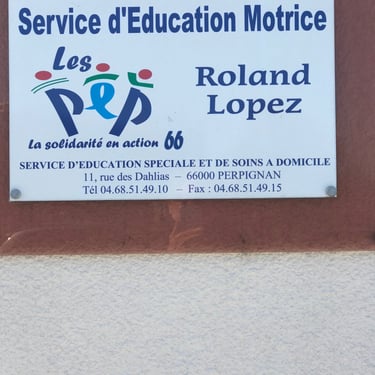 Service d'Education Motrice
Les
PEP
La solidarité en action 66
Roland
Lopez
SERVICE D'EDUCATION SPECIALE ET DE SOINS A DOMICILE
11, rue des Dahlias – 66000 PERPIGNAN
Tél 04.68.51.49.10 – Fax : 04.68.51.49.15